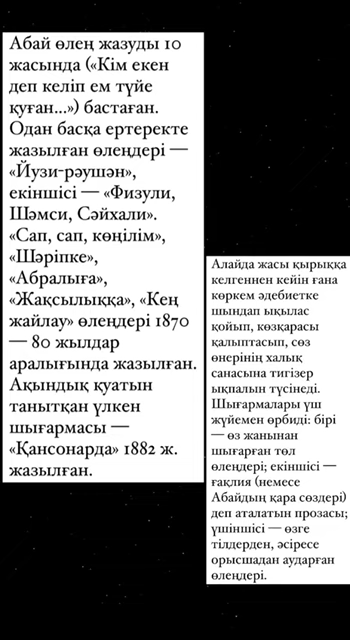 Абай өлең жазуды 10
жасында («Кім екен
деп келіп ем түйе
қуған...») бастаған.
Одан басқа ертеректе
жазылған өлеңдері —
«Йузи-рәушән»,
екіншісі — «Физули,
Шәмси, Сәйхали».
«Сап, сап, көңілім»,
«Шәріпке»,
«Абралыға»,
«Жақсылыққа», «Кең
жайлау» өлеңдері 1870
— 80 жылдар
аралығында жазылған.
Ақындық қуатын
танытқан үлкен
шығармасы —
«Қансонарда» 1882 ж.
жазылған.
Алайда жасы қырыққа
келгеннен кейін ғана
көркем әдебиетке
шындап ықылас
қойып, көзқарасы
қалыптасып, сөз
өнерінің халық
санасына тигізер
ықпалын түсінеді.
Шығармалары үш
жүйемен өрбиді: бірі
— өз жанынан
шығарған төл
өлеңдері; екіншісі —
ғақлия (немесе
Абайдың қара сөздері)
деп аталатын прозасы;
үшіншісі — өзге
тілдерден, әсіресе
орысшадан аударған
өлеңдері.